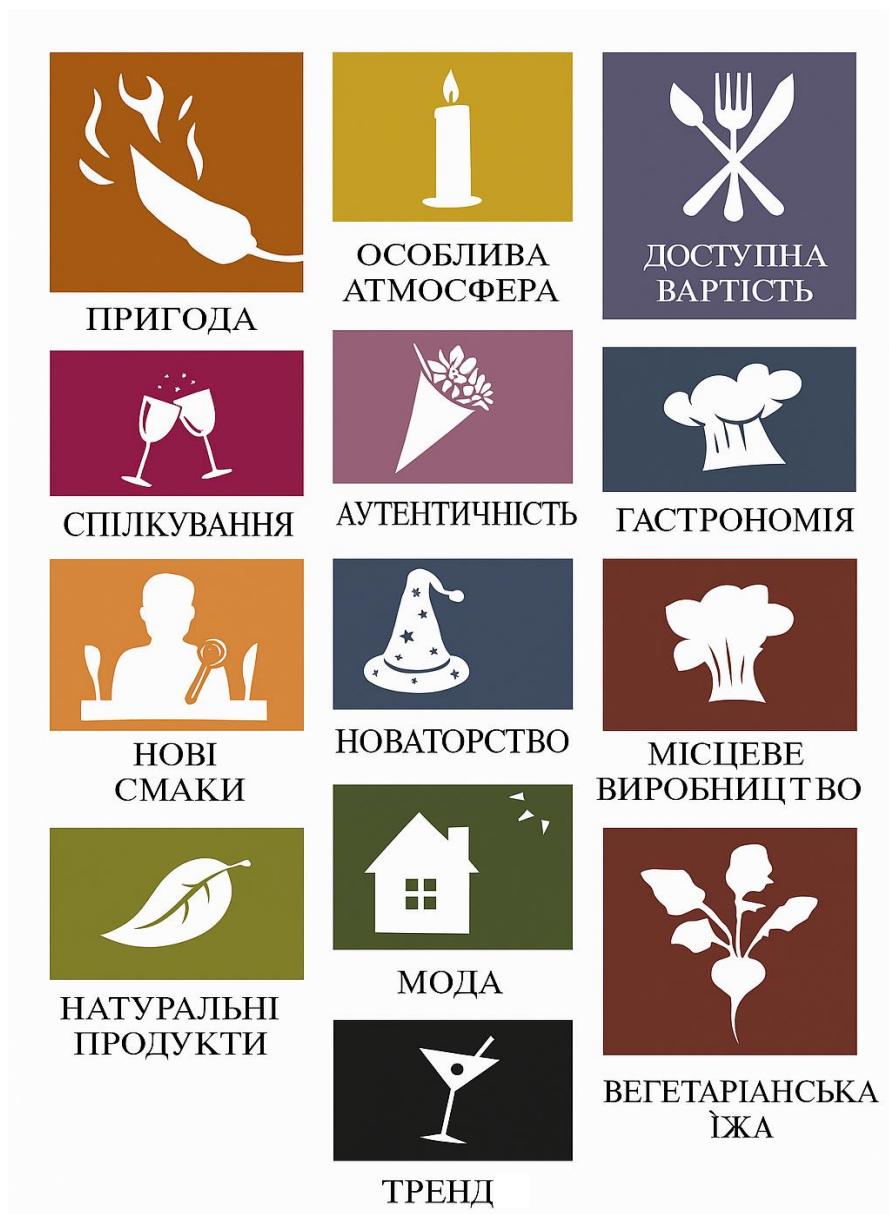 ПРИГОДА
ОСОБЛИВА
АТМОСФЕРА
ДОСТУПНА
ВАРТІСТЬ
СПІЛКУВАННЯ
АУТЕНТИЧНІСТЬ
ГАСТРОНОМІЯ
НОВІ
СМАКИ
НОВАТОРСТВО
МІСЦЕВЕ
ВИРОБНИЦТВО
НАТУРАЛЬНІ
ПРОДУКТИ
МОДА
ВЕГЕТАРІАНСЬКА
ЇЖА
ТРЕНД